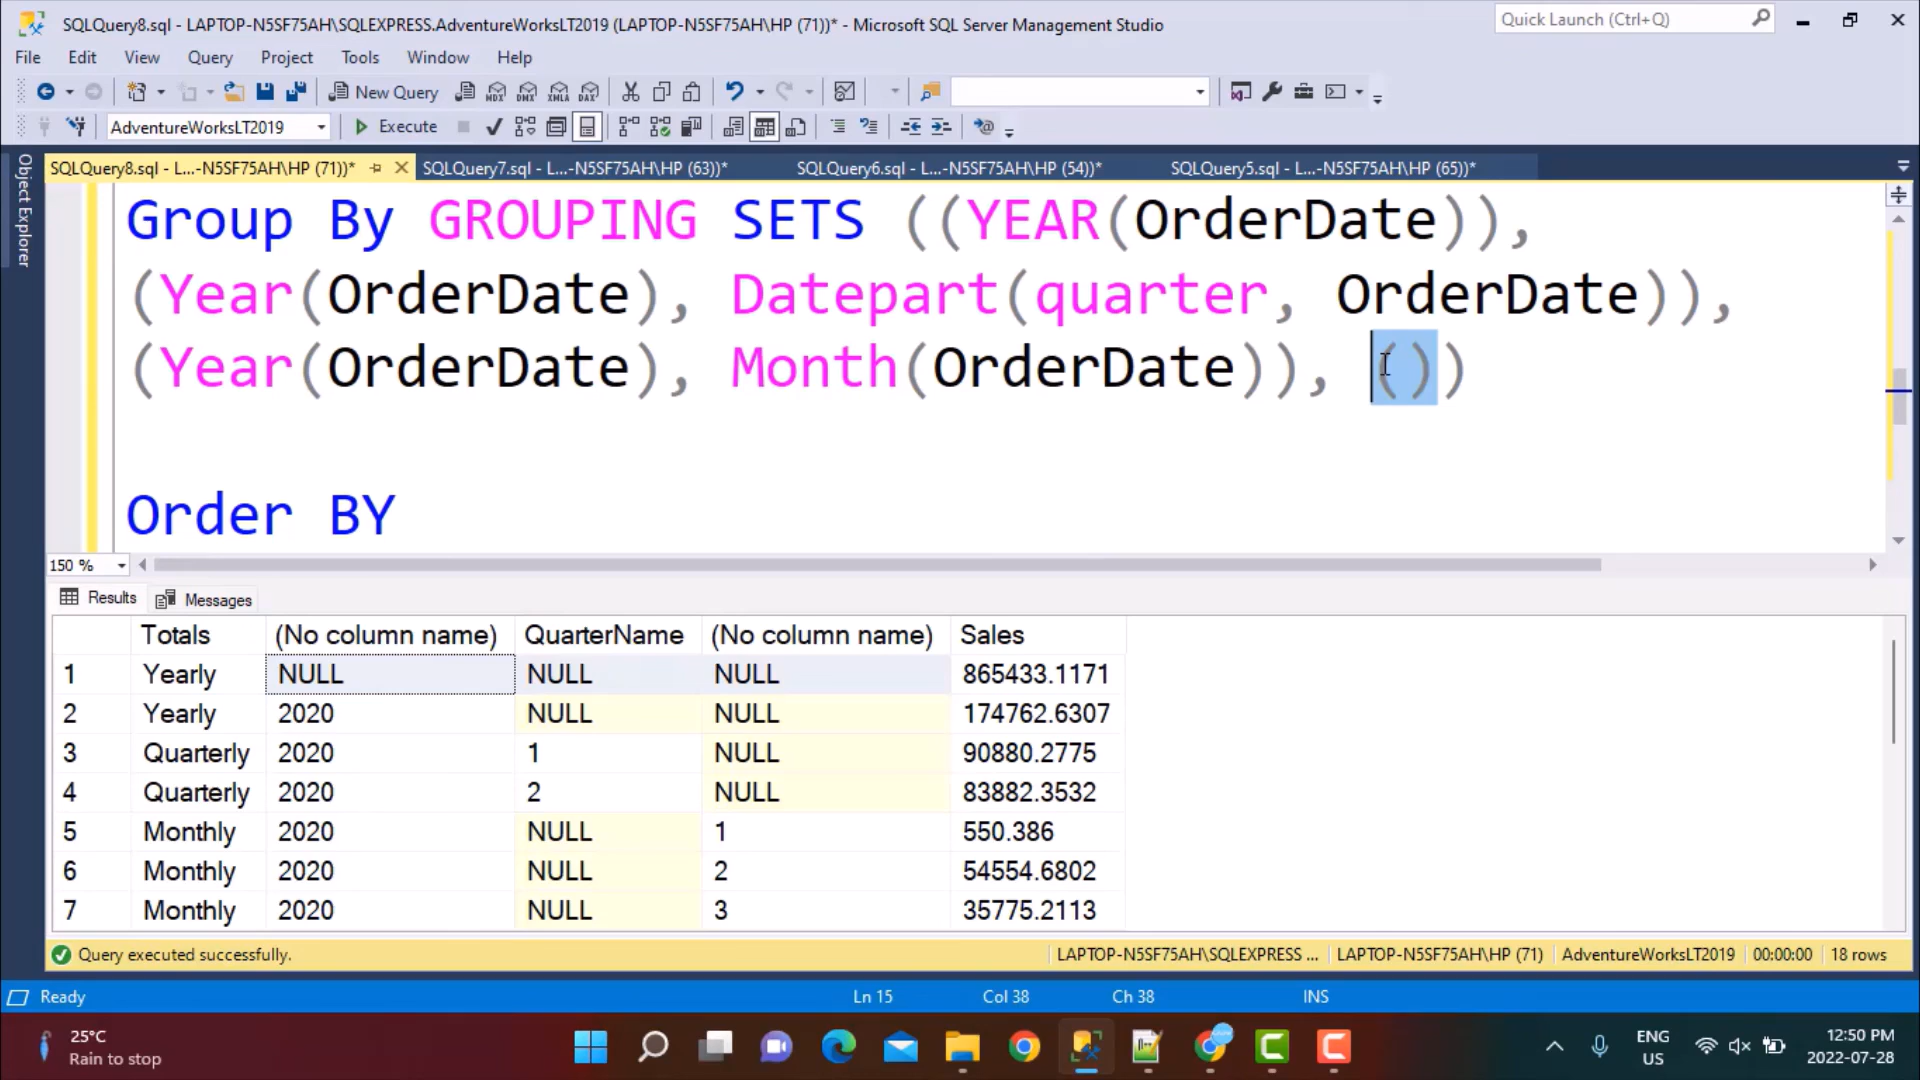 SQLQuery8.sql - LAPTOP-N5SF75AH\SQLEXPRESS.AdventureWorksLT2019 (LAPTOP-N5SF75AH\HP (71))* - Microsoft SQL Server Management Studio
Quick Launch (Ctrl+Q)
File Edit View Query Project Tools Window Help
New Query
MDX DMX XMLA DAX
AdventureWorksLT2019
Execute
SQLQuery8.sql - L...-N5SF75AH\HP (71))*
SQLQuery7.sql - L...-N5SF75AH\HP (63))*
SQLQuery6.sql - L...-N5SF75AH\HP (54))*
SQLQuery5.sql - L...-N5SF75AH\HP (65))*
Object Explorer
Group By GROUPING SETS ((YEAR(OrderDate)),
(Year(OrderDate), Datepart(quarter, OrderDate)),
(Year(OrderDate), Month(OrderDate)), ())
Order BY
150 %
Results Messages
Totals (No column name) QuarterName (No column name) Sales
1 Yearly NULL NULL NULL 865433.1171
2 Yearly 2020 NULL NULL 174762.6307
3 Quarterly 2020 1 NULL 90880.2775
4 Quarterly 2020 2 NULL 83882.3532
5 Monthly 2020 NULL 1 550.386
6 Monthly 2020 NULL 2 54554.6802
7 Monthly 2020 NULL 3 35775.2113
Query executed successfully.
LAPTOP-N5SF75AH\SQLEXPRESS ... LAPTOP-N5SF75AH\HP (71) AdventureWorksLT2019 00:00:00 18 rows
Ready Ln 15 Col 38 Ch 38 INS
25°C
Rain to stop
ENG
US
12:50 PM
2022-07-28